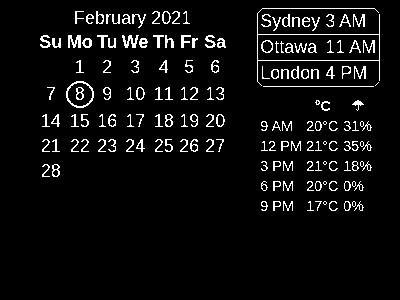 February 2021
Su Mo Tu We Th Fr Sa
1 2 3 4 5 6
7 8 9 10 11 12 13
14 15 16 17 18 19 20
21 22 23 24 25 26 27
28
Sydney 3 AM
Ottawa 11 AM
London 4 PM
°C ☂
9 AM 20°C 31%
12 PM 21°C 35%
3 PM 21°C 18%
6 PM 20°C 0%
9 PM 17°C 0%